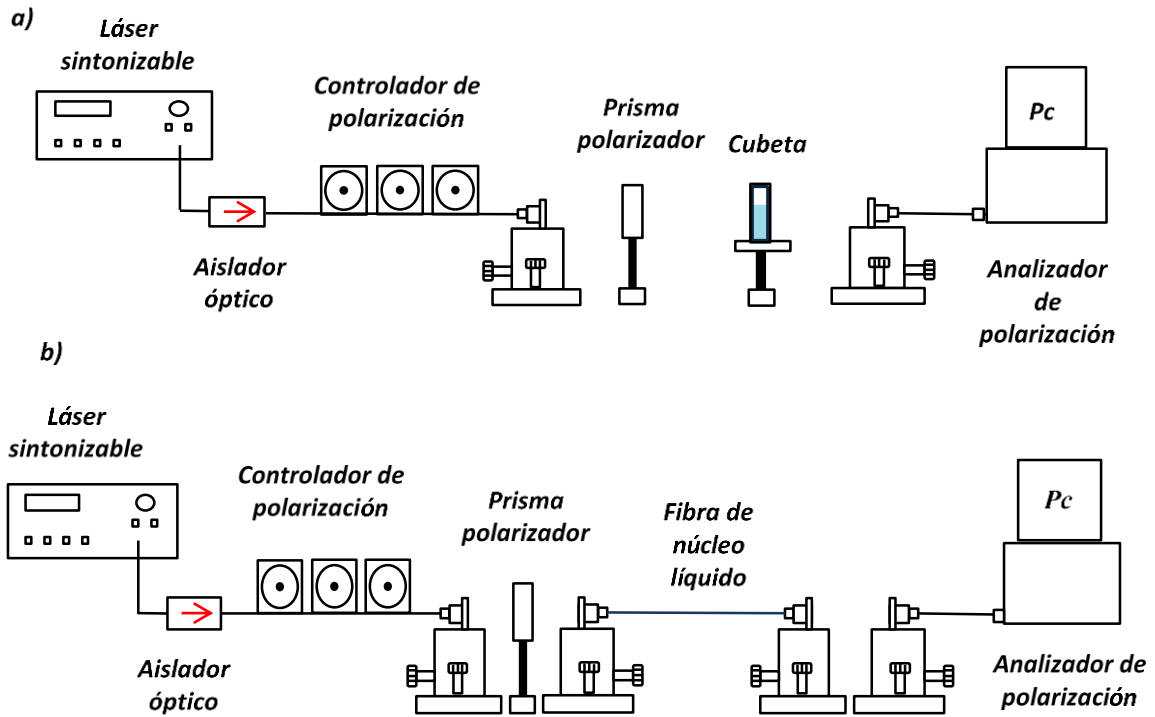 a)
Láser
sintonizable
Controlador de
polarización
Prisma
polarizador
Cubeta
Pc
Aislador
óptico
Analizador
de
polarización
b)
Láser
sintonizable
Controlador de
polarización
Prisma
polarizador
Fibra de
núcleo
líquido
Pc
Aislador
óptico
Analizador de
polarización